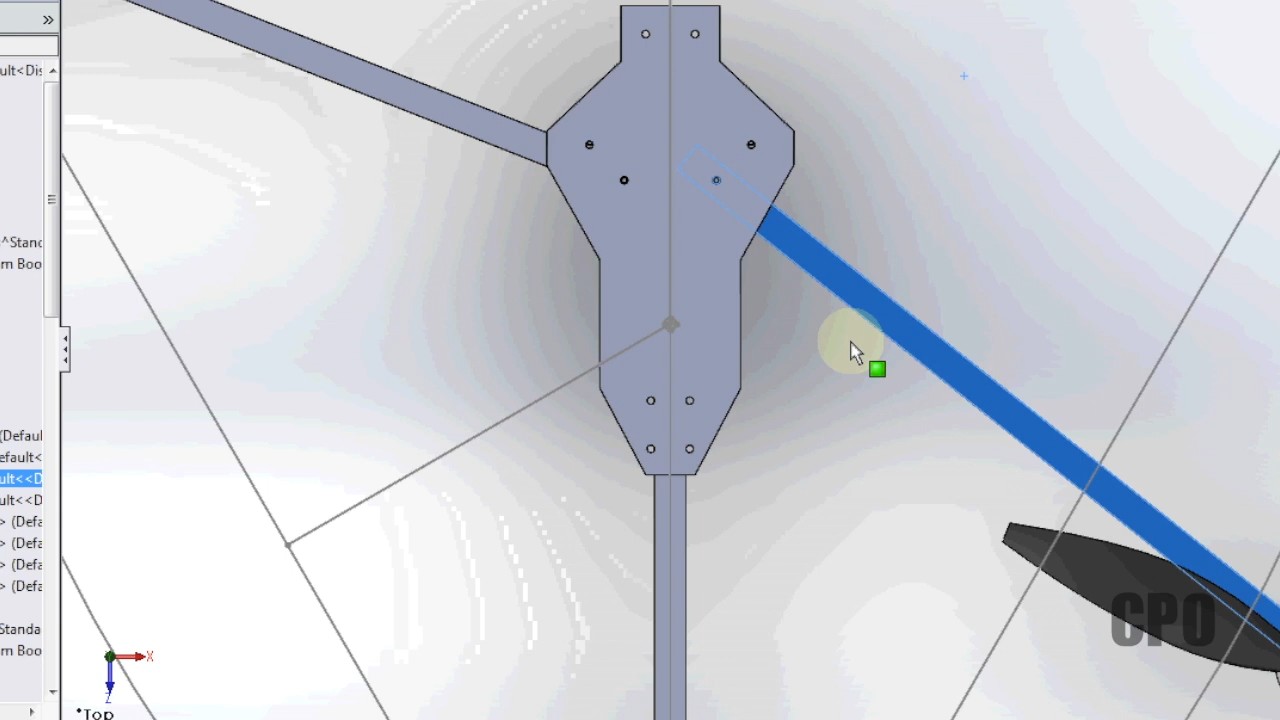 »
ult<Dis
^Stand
m Boo
(Defaul
efault<
ult<<D
ult<<D
> (Defa
> (Defa
> (Defa
> (Defa
Standa
m Boo
CPO
X
Z
*Top